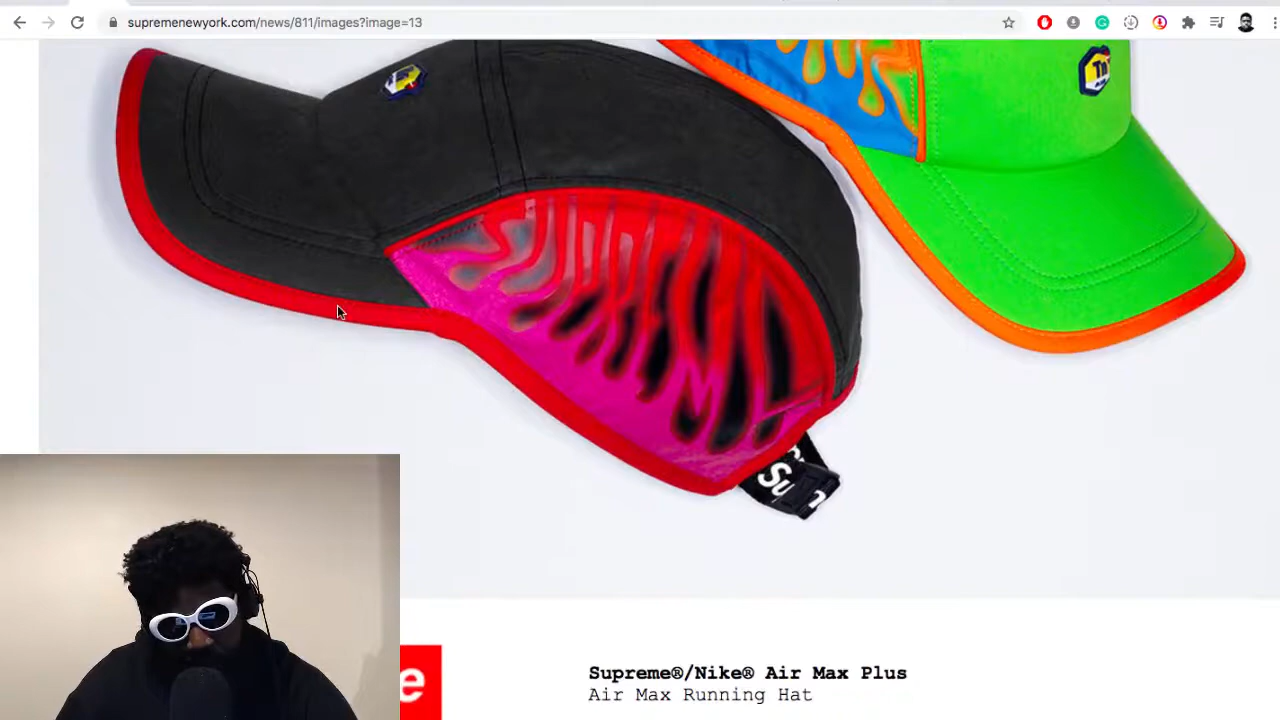 supremenewyork.com/news/811/images?image=13
Supreme®/Nike® Air Max Plus
Air Max Running Hat